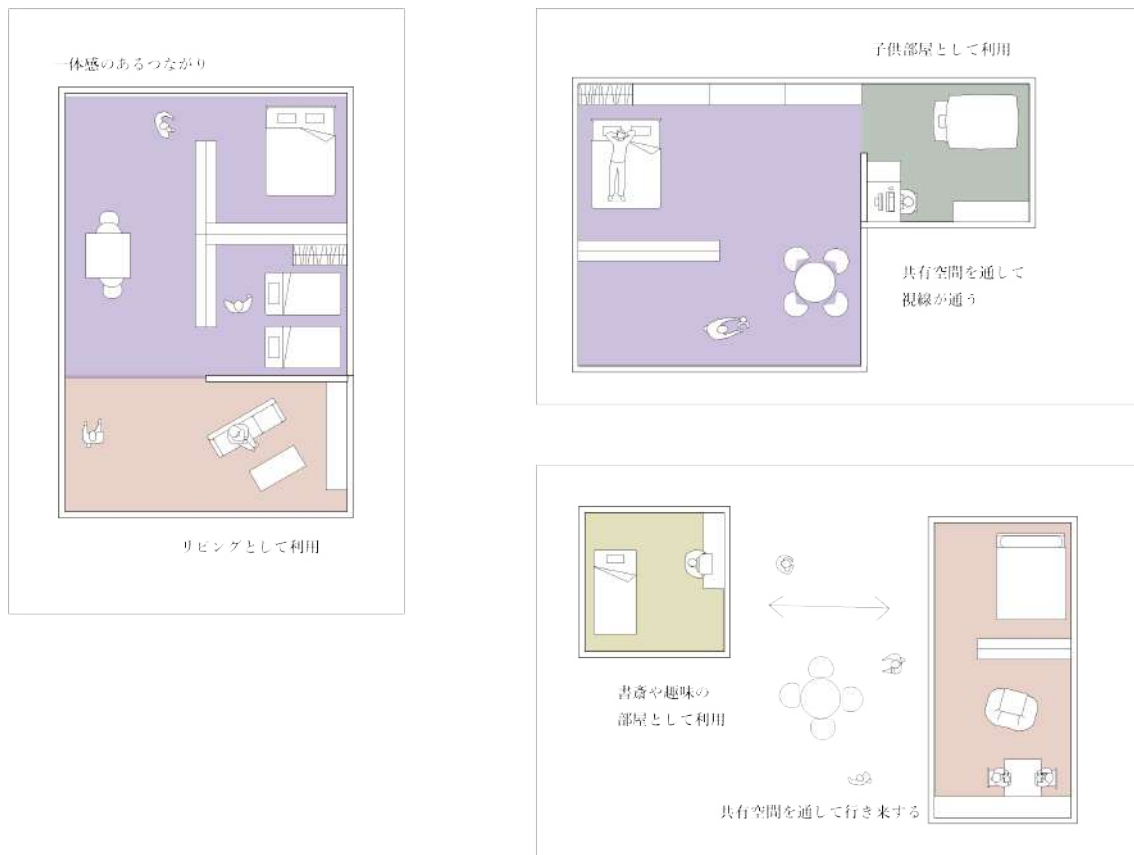 一体感のあるつながり
リビングとして利用
子供部屋として利用
共有空間を通して
視線が通う
書斎や趣味の
部屋として利用
共有空間を通して行き来する